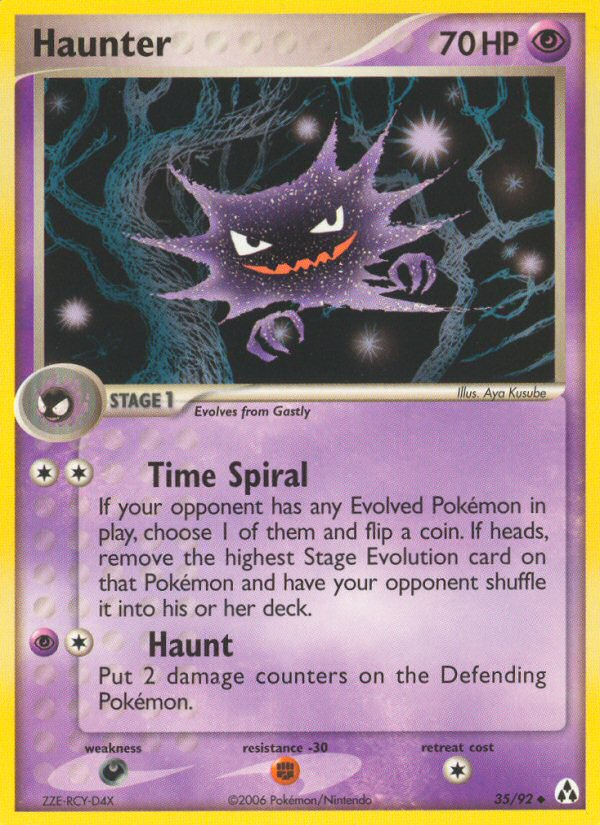 Haunter
70 HP
Illus. Aya Kusube
STAGE 1
Evolves from Gastly
Time Spiral
If your opponent has any Evolved Pokémon in
play, choose 1 of them and flip a coin. If heads,
remove the highest Stage Evolution card on
that Pokémon and have your opponent shuffle
it into his or her deck.
Haunt
Put 2 damage counters on the Defending
Pokémon.
weakness
resistance -30
retreat cost
ZZE-RCY-D4X
©2006 Pokémon/Nintendo
35/92